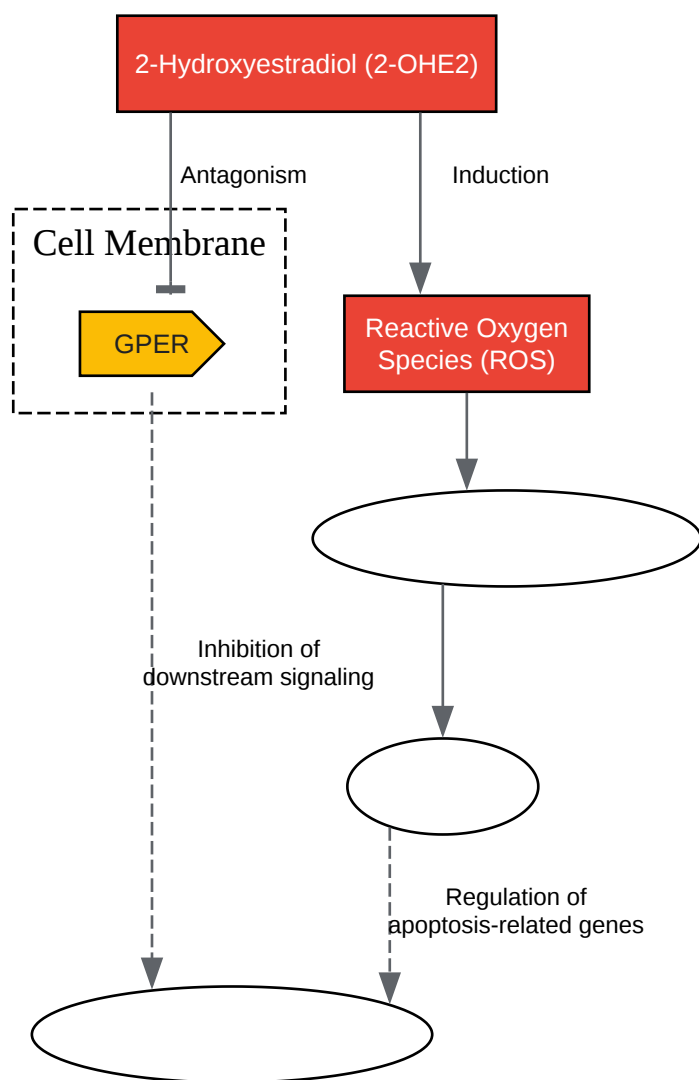 2-Hydroxyestradiol (2-OHE2)
Antagonism
Induction
Cell Membrane
GPER
Reactive Oxygen
Species (ROS)
Inhibition of
downstream signaling
Regulation of
apoptosis-related genes